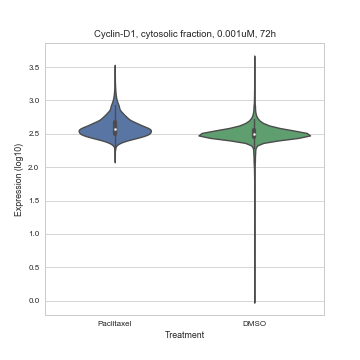 Cyclin-D1, cytosolic fraction, 0.001uM, 72h
3.5
3.0
2.5
2.0
1.5
1.0
0.5
0.0
Expression (log10)
Paclitaxel DMSO
Treatment